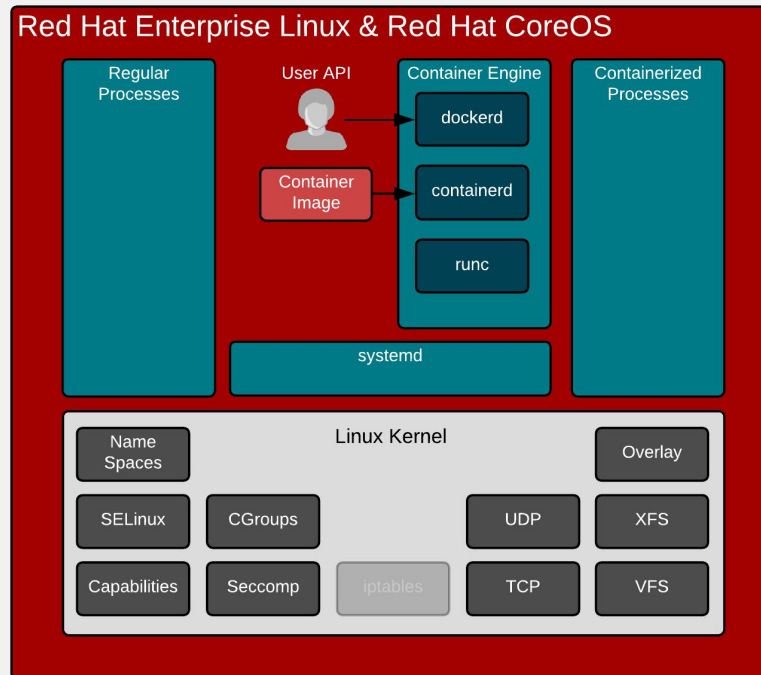 Red Hat Enterprise Linux & Red Hat CoreOS
Regular
Processes
User API
Container Engine
Containerized
Processes
dockerd
Container
Image
containerd
runc
systemd
Linux Kernel
Name
Spaces
Overlay
SELinux
CGroups
UDP
XFS
Capabilities
Seccomp
iptables
TCP
VFS